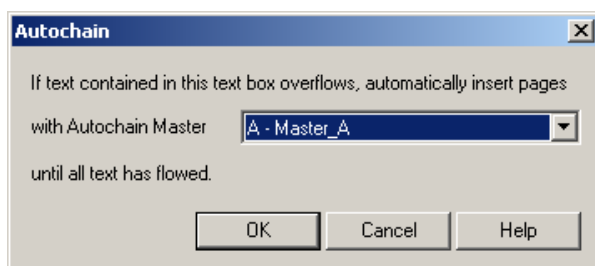 Autochain
If text contained in this text box overflows, automatically insert pages
with Autochain Master A - Master_A
until all text has flowed.
OK Cancel Help